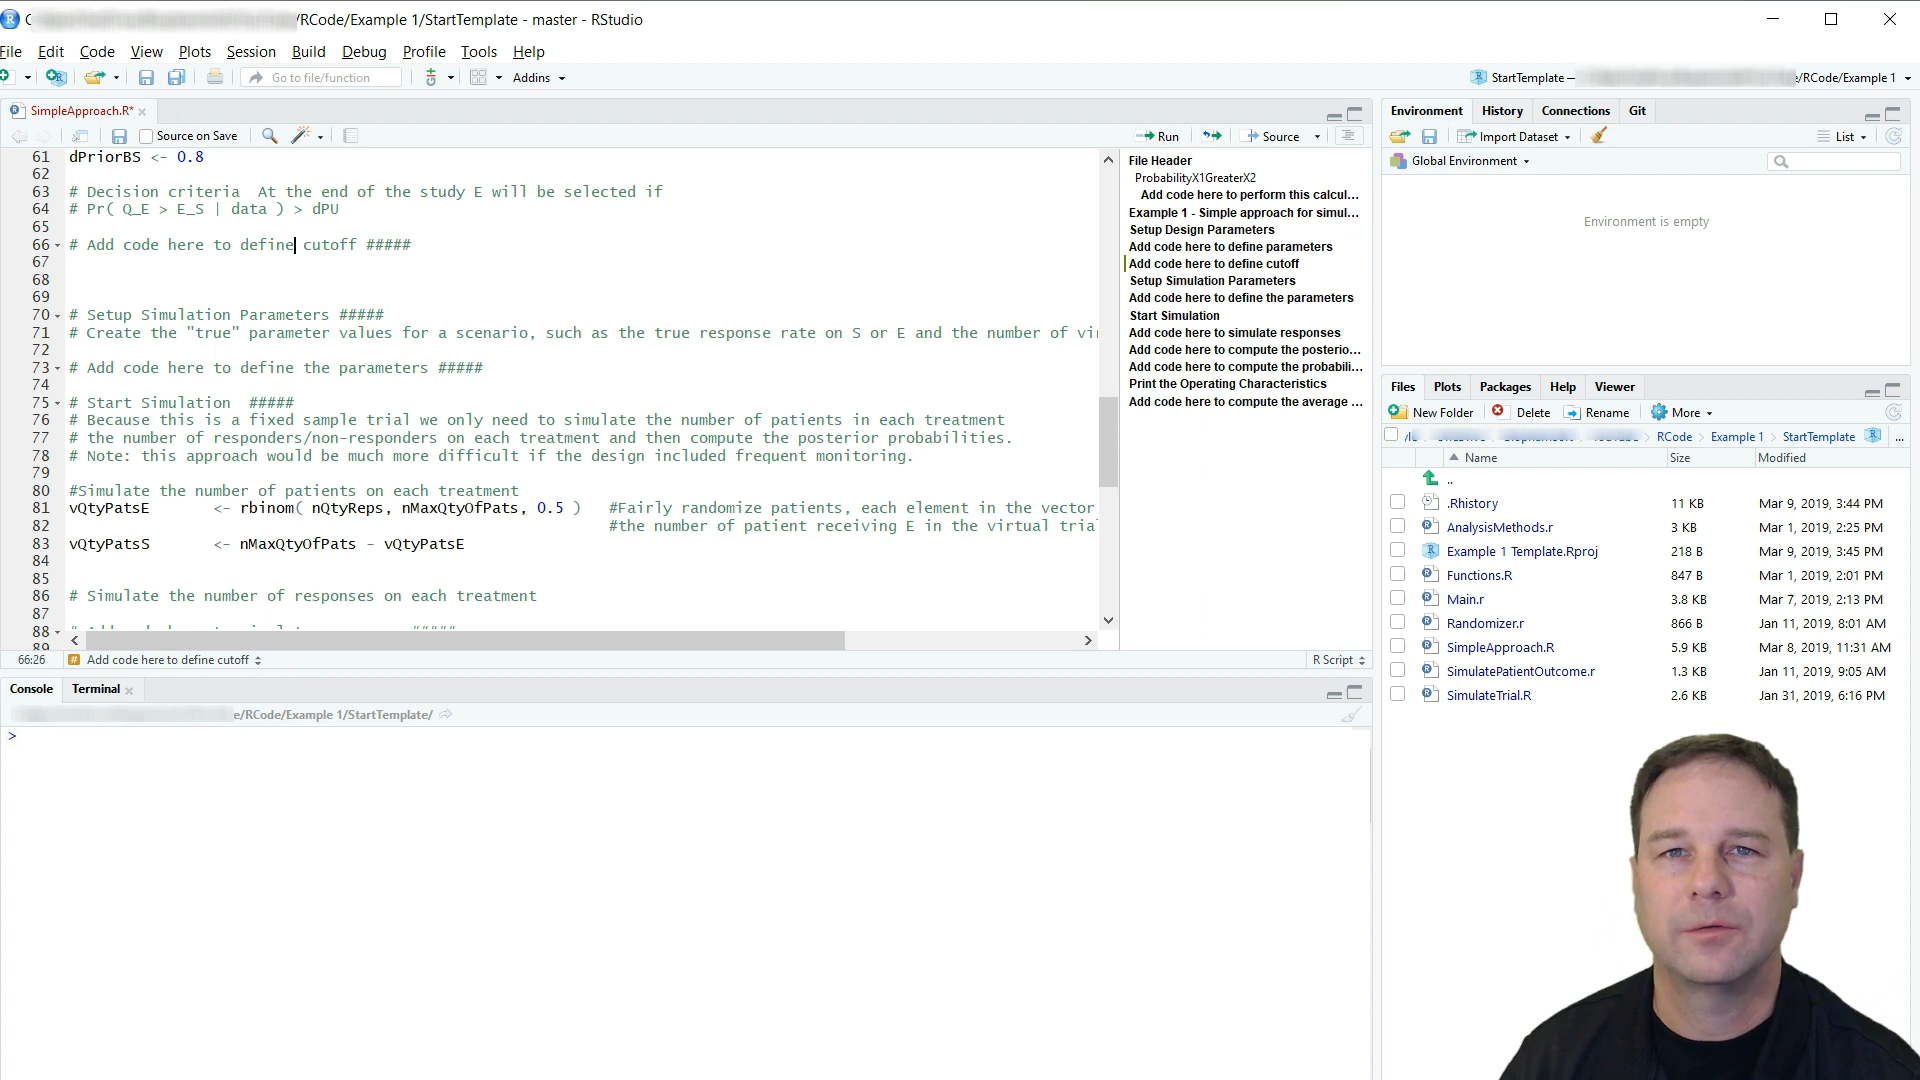 /RCode/Example 1/StartTemplate - master - RStudio
File Edit Code View Plots Session Build Debug Profile Tools Help
Go to file/function Addins StartTemplate — /RCode/Example 1
SimpleApproach.R*
Source on Save Run Source
61 dPriorBS <- 0.8
62
63 # Decision criteria  At the end of the study E will be selected if
64 # Pr( Q_E > E_S | data ) > dPU
65
66 # Add code here to define cutoff #####
67
68
69
70 # Setup Simulation Parameters #####
71 # Create the "true" parameter values for a scenario, such as the true response rate on S or E and the number of
72
73 # Add code here to define the parameters #####
74
75 # Start Simulation  #####
76 # Because this is a fixed sample trial we only need to simulate the number of patients in each treatment
77 # the number of responders/non-responders on each treatment and then compute the posterior probabilities.
78 # Note: this approach would be much more difficult if the design included frequent monitoring.
79
80 #Simulate the number of patients on each treatment
81 vQtyPatsE <- rbinom( nQtyReps, nMaxQtyOfPats, 0.5 ) #Fairly randomize patients, each element in the vector
82 #the number of patient receiving E in the virtual trial
83 vQtyPatsS <- nMaxQtyOfPats - vQtyPatsE
84
85
86 # Simulate the number of responses on each treatment
87
88
89
File Header
ProbabilityX1GreaterX2
Add code here to perform this calcul...
Example 1 - Simple approach for simul...
Setup Design Parameters
Add code here to define parameters
Add code here to define cutoff
Setup Simulation Parameters
Add code here to define the parameters
Start Simulation
Add code here to simulate responses
Add code here to compute the posterio...
Add code here to compute the probabili...
Print the Operating Characteristics
Add code here to compute the average ...
66:26 # Add code here to define cutoff R Script
Console Terminal
e/RCode/Example 1/StartTemplate/
>
Environment History Connections Git
Import Dataset List
Global Environment
Environment is empty
Files Plots Packages Help Viewer
New Folder Delete Rename More
RCode Example 1 StartTemplate ...
Name Size Modified
..
.Rhistory 11 KB Mar 9, 2019, 3:44 PM
AnalysisMethods.r 3 KB Mar 1, 2019, 2:25 PM
Example 1 Template.Rproj 218 B Mar 9, 2019, 3:45 PM
Functions.R 847 B Mar 1, 2019, 2:01 PM
Main.r 3.8 KB Mar 7, 2019, 2:13 PM
Randomizer.r 866 B Jan 11, 2019, 8:01 AM
SimpleApproach.R 5.9 KB Mar 8, 2019, 11:31 AM
SimulatePatientOutcome.r 1.3 KB Jan 11, 2019, 9:05 AM
SimulateTrial.R 2.6 KB Jan 31, 2019, 6:16 PM